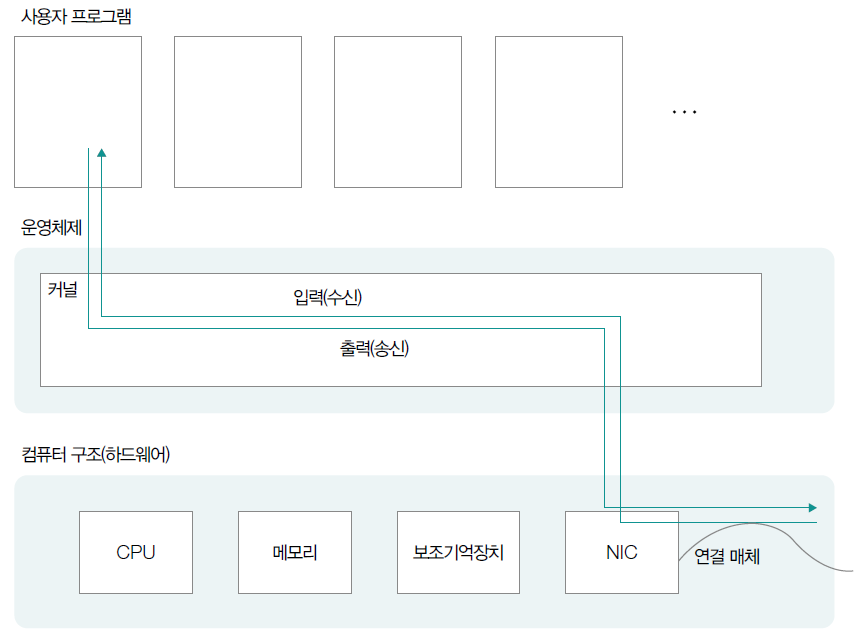 사용자 프로그램
...
운영체제
커널
입력(수신)
출력(송신)
컴퓨터 구조(하드웨어)
CPU
메모리
보조기억장치
NIC
연결 매체